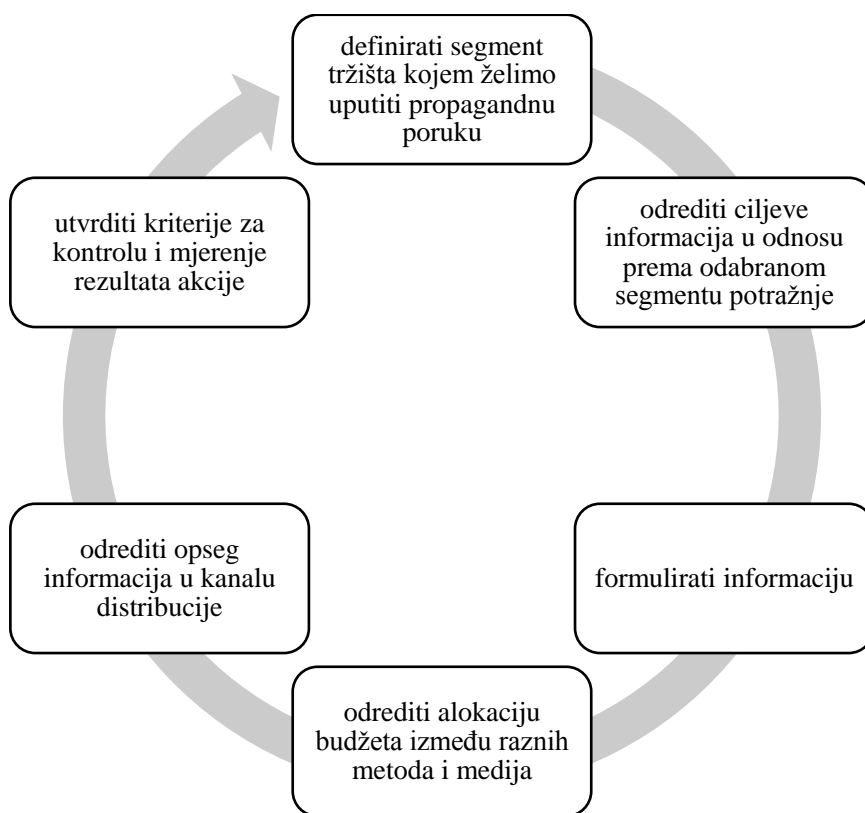 definirati segment
tržišta kojem želimo
uputiti propagandnu
poruku
odrediti ciljeve
informacija u odnosu
prema odabranom
segmentu potražnje
formulirati informaciju
odrediti alokaciju
budžeta između raznih
metoda i medija
odrediti opseg
informacija u kanalu
distribucije
utvrditi kriterije za
kontrolu i mjerenje
rezultata akcije